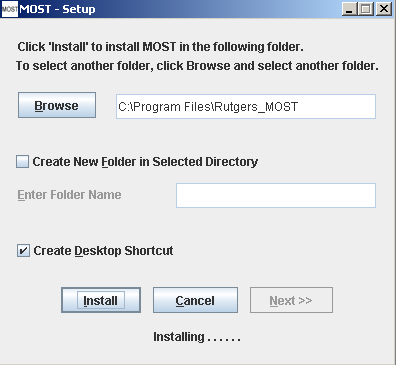 MOST MOST - Setup
Click 'Install' to install MOST in the following folder.
To select another folder, click Browse and select another folder.
Browse C:\Program Files\Rutgers_MOST
Create New Folder in Selected Directory
Enter Folder Name
Create Desktop Shortcut
Install Cancel Next >>
Installing . . . . . .